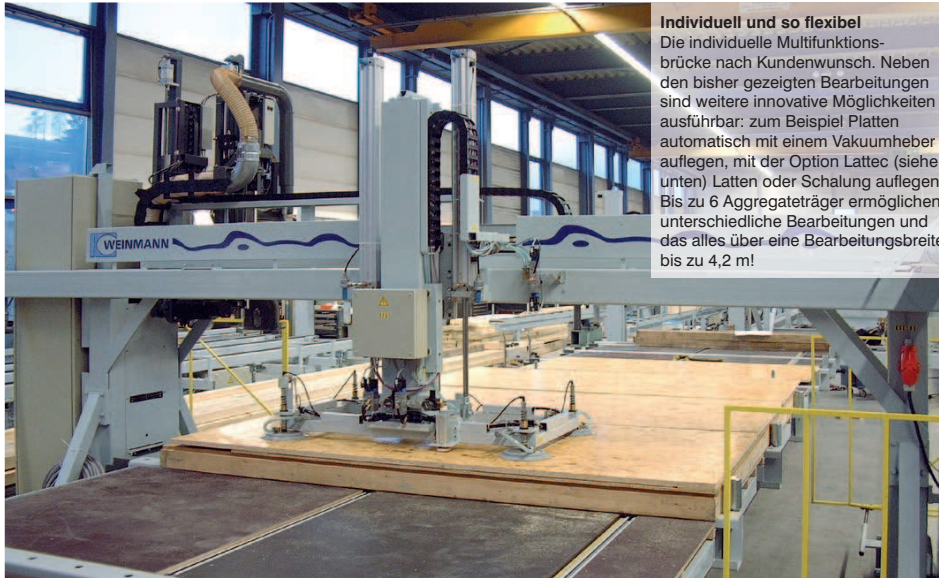 Individuell und so flexibel
Die individuelle Multifunktions-
brücke nach Kundenwunsch. Neben
den bisher gezeigten Bearbeitungen
sind weitere innovative Möglichkeiten
ausführbar: zum Beispiel Platten
automatisch mit einem Vakuumheber
auflegen, mit der Option Lattec (siehe
unten) Latten oder Schalung auflegen
Bis zu 6 Aggregateträger ermöglichen
unterschiedliche Bearbeitungen und
das alles über eine Bearbeitungsbreite
bis zu 4,2 m!
WEINMANN